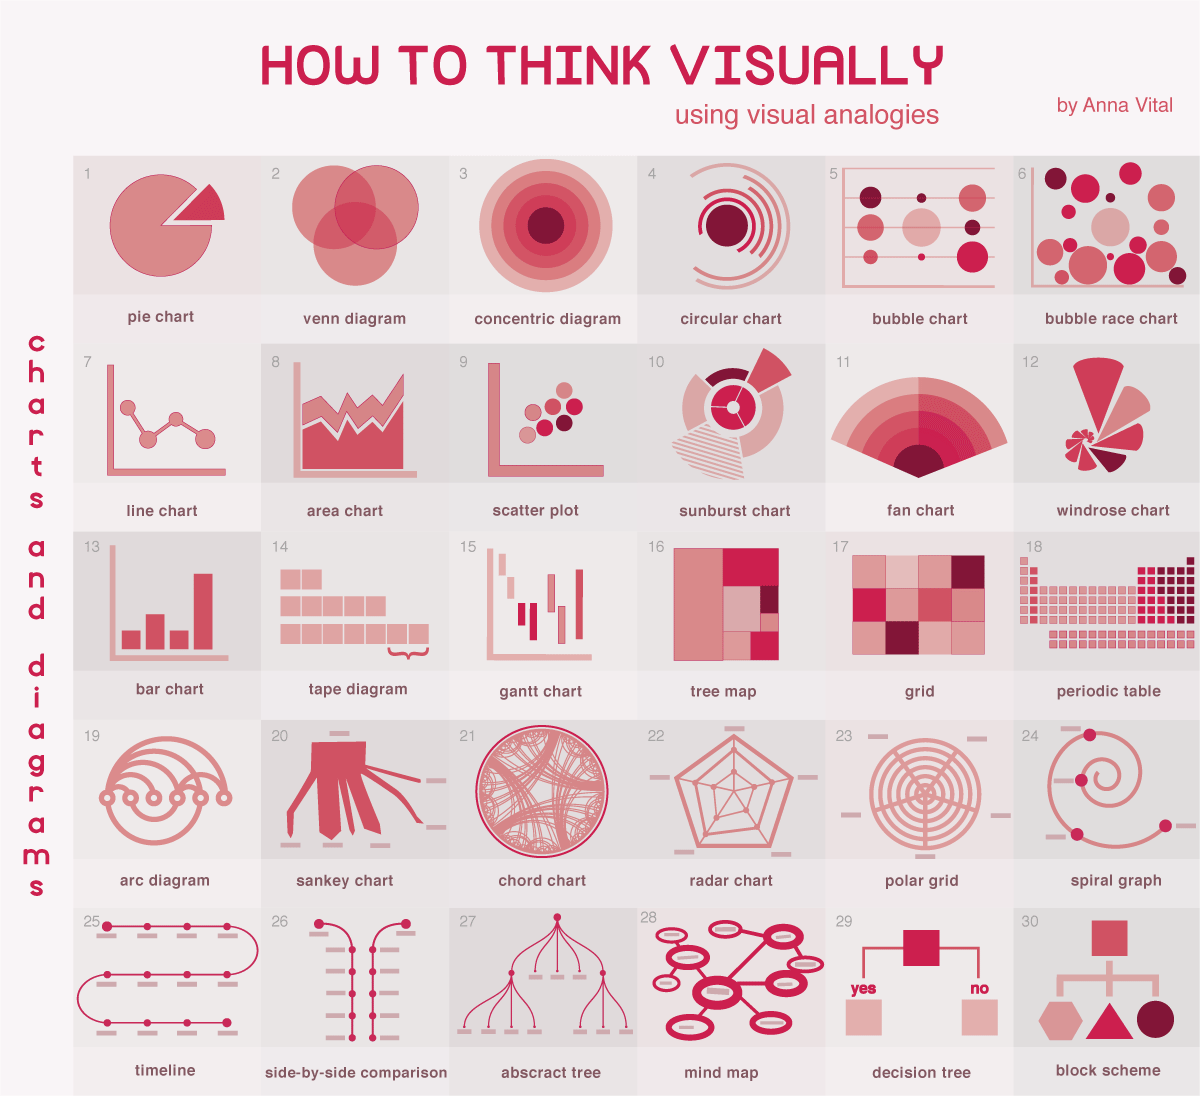 HOW TO THINK VISUALLY
using visual analogies
by Anna Vital
charts and diagrams
1
pie chart
2
venn diagram
3
concentric diagram
4
circular chart
5
bubble chart
6
bubble race chart
7
line chart
8
area chart
9
scatter plot
10
sunburst chart
11
fan chart
12
windrose chart
13
bar chart
14
tape diagram
15
gantt chart
16
tree map
17
grid
18
periodic table
19
arc diagram
20
sankey chart
21
chord chart
22
radar chart
23
polar grid
24
spiral graph
25
timeline
26
side-by-side comparison
27
abscract tree
28
mind map
29
yes
no
decision tree
30
block scheme